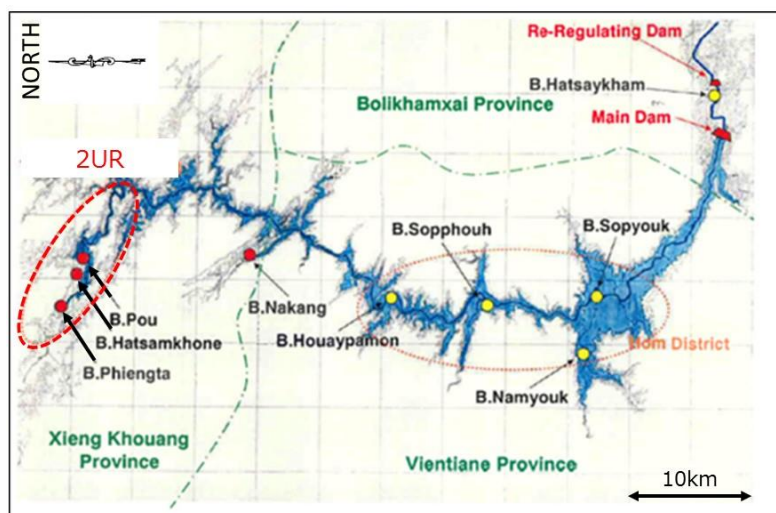 NORTH
Re-Regulating Dam
B.Hatsaykham
Bolikhamxai Province
Main Dam
2UR
B.Sopphouh
B.Sopyouk
B.Pou
B.Nakang
B.Hatsamkhone
B.Houaypamon
Hom District
B.Phiengta
B.Namyouk
Xieng Khouang
Province
Vientiane Province
10km